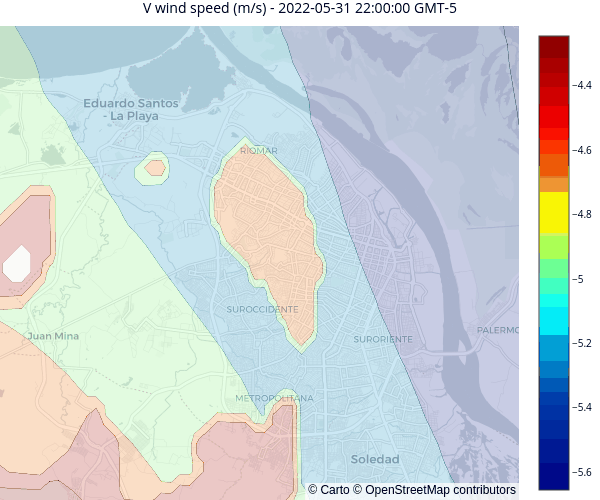 V wind speed (m/s) - 2022-05-31 22:00:00 GMT-5
Eduardo Santos
- La Playa
RIOMAR
SUROCCIDENTE
Juan Mina
SURORIENTE
PALERMO
METROPOLITANA
Soledad
© Carto © OpenStreetMap contributors
−4.4
−4.6
−4.8
−5
−5.2
−5.4
−5.6